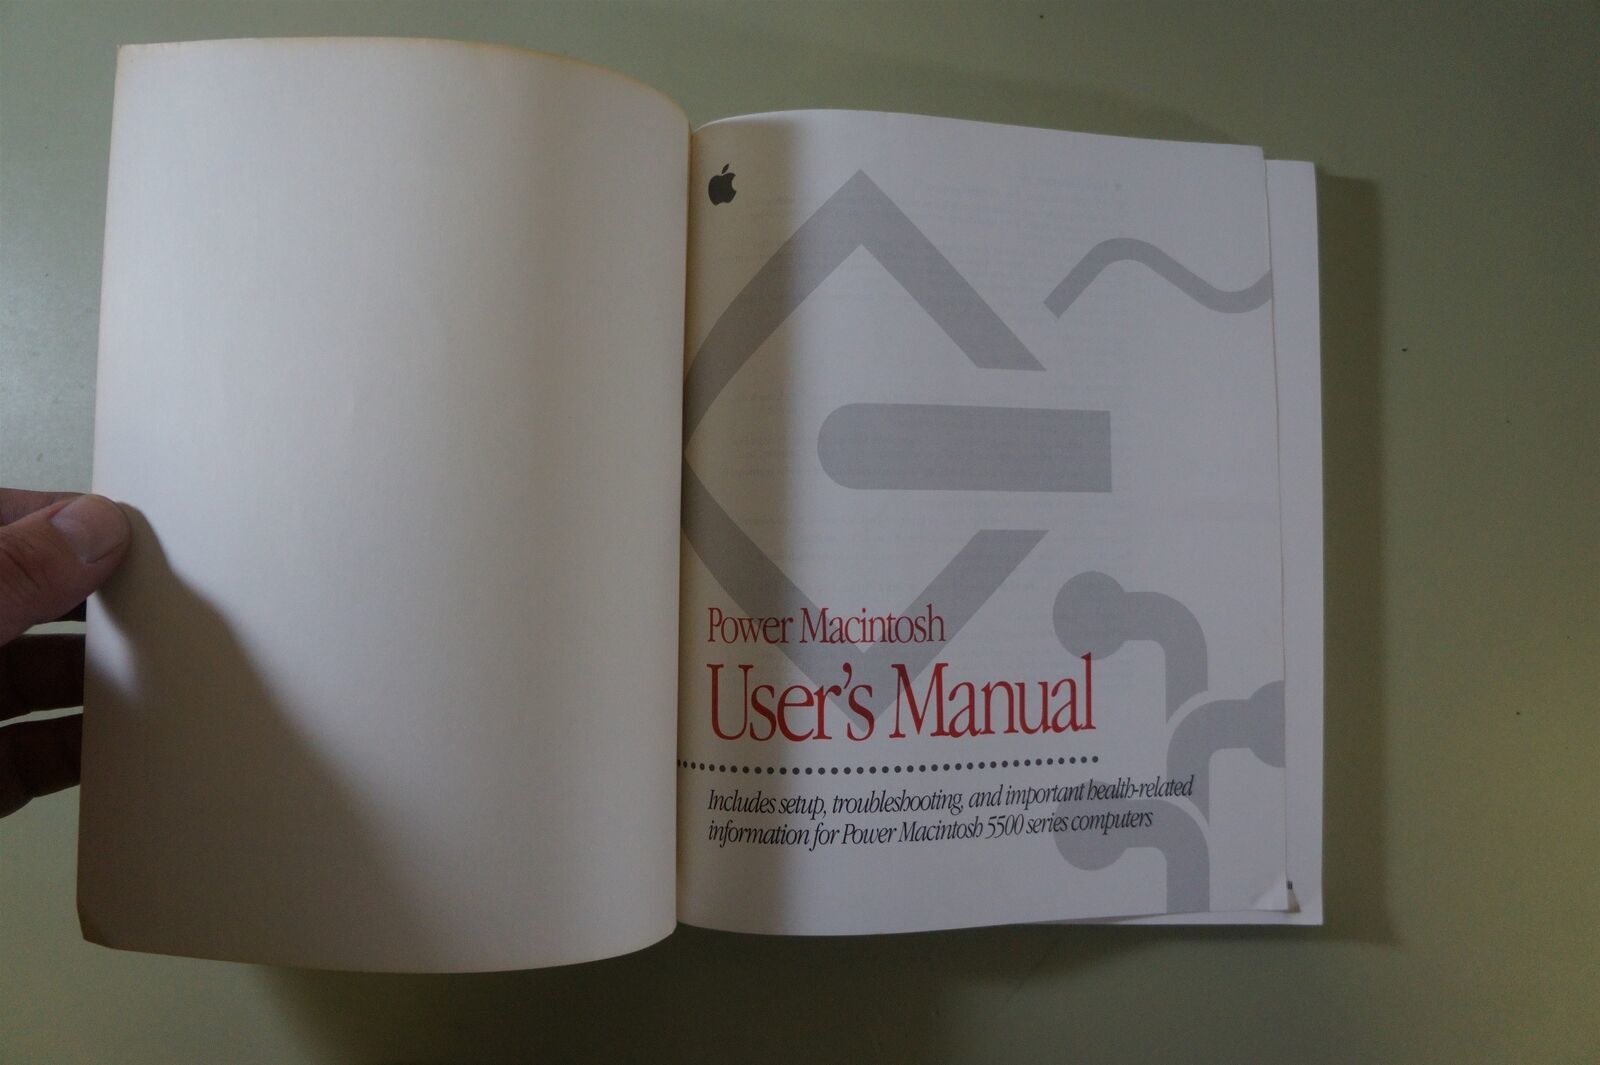 Power Macintosh
User's Manual
Includes setup, troubleshooting, and important health-related
information for Power Macintosh 5500 series computers